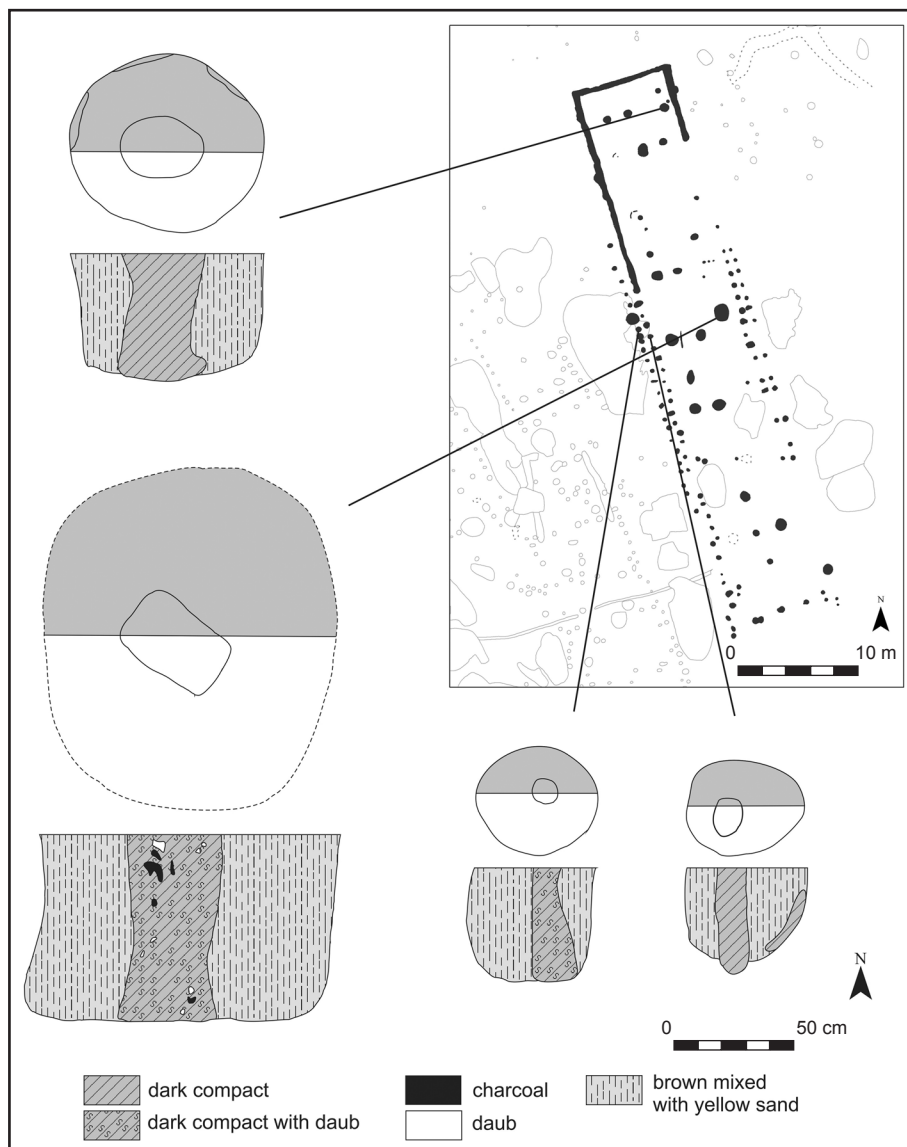 N
0
10 m
N
0
50 cm
dark compact
dark compact with daub
charcoal
daub
brown mixed
with yellow sand